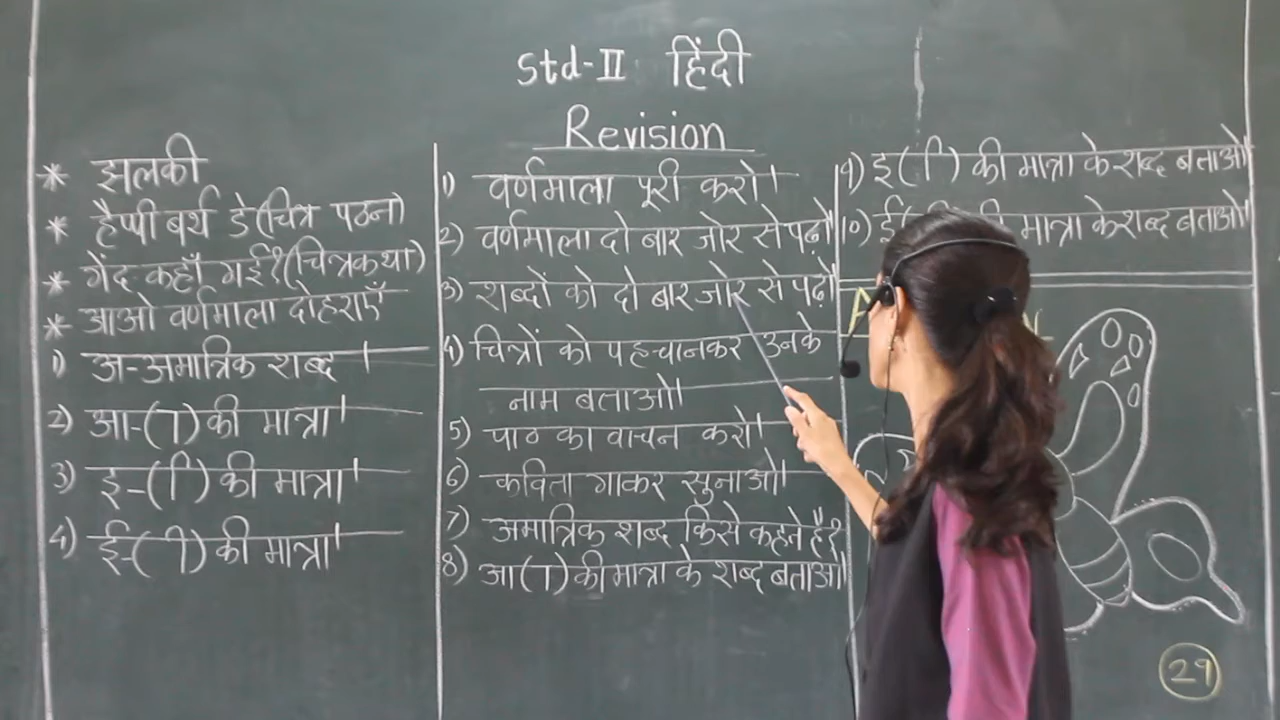 Std-II हिंदी
Revision
* झलकी
* हैप्पी बर्थ डे (चित्र पठन)
* गेंद कहाँ गई? (चित्रकथा)
* आओ वर्णमाला दोहराएँ
1) अ-अमात्रिक शब्द ।
2) आ-(ा) की मात्रा।
3) इ-(ि) की मात्रा।
4) ई-(ी) की मात्रा।
1) वर्णमाला पूरी करो।
2) वर्णमाला दो बार जोर से पढ़ो।
3) शब्दों को दो बार जोर से पढ़ो।
4) चित्रों को पहचानकर उनके
नाम बताओ।
5) पाठ का वाचन करो।
6) कविता गाकर सुनाओ।
7) अमात्रिक शब्द किसे कहते हैं?
8) आ (ा) की मात्रा के शब्द बताओ।
9) इ (ि) की मात्रा के शब्द बताओ।
10) ई मात्रा के शब्द बताओ।
29